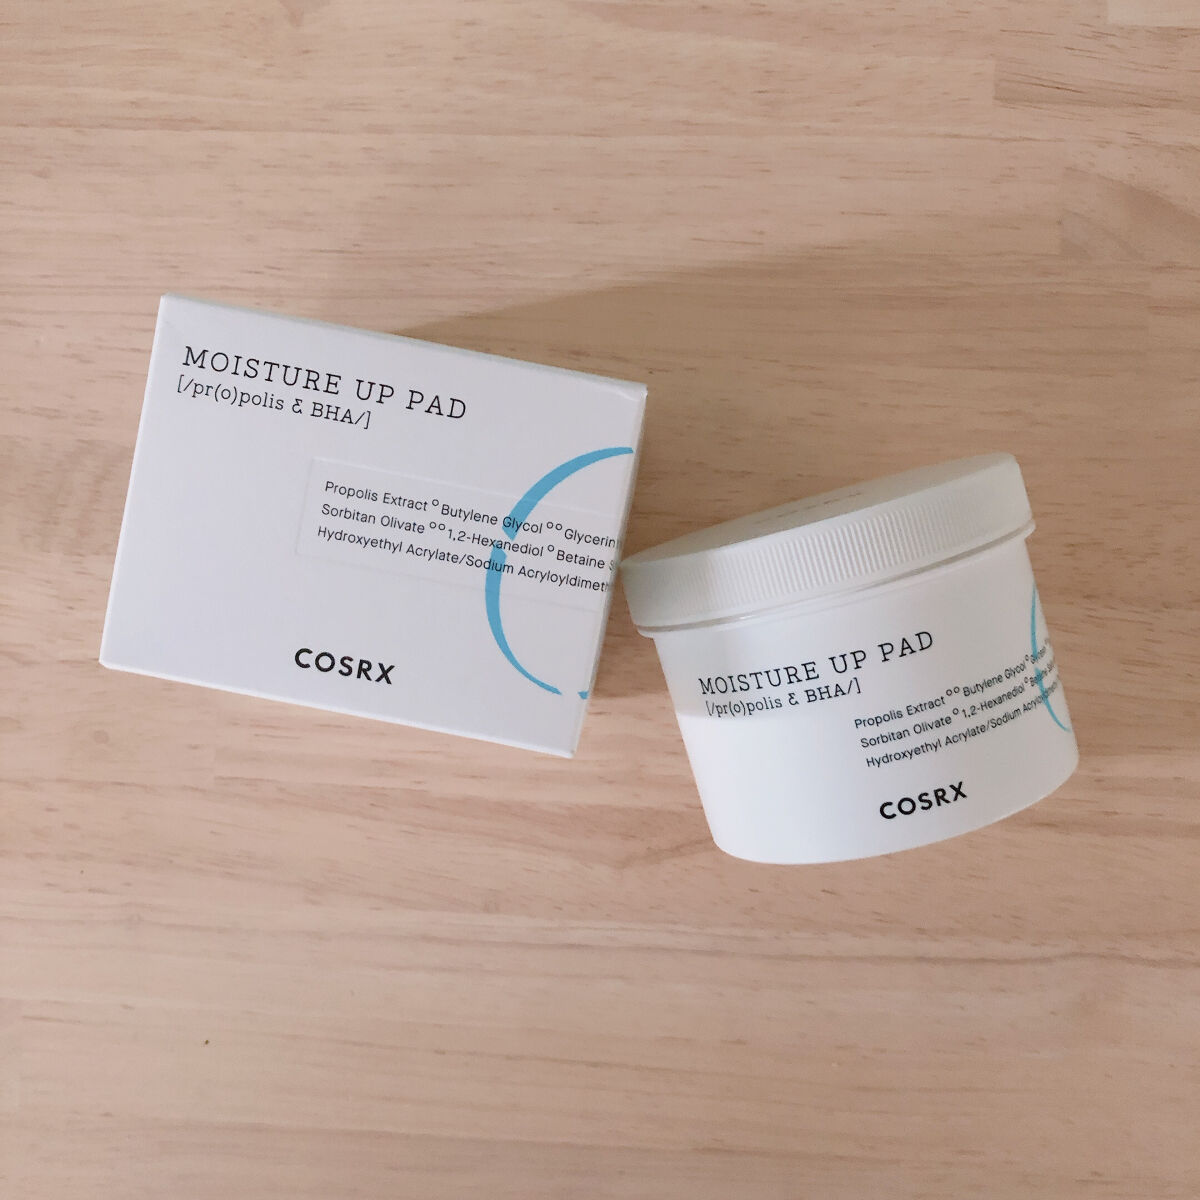 MOISTURE UP PAD
[/pr(o)polis & BHA/]
Propolis Extract °Butylene Glycol °°Glycerin
Sorbitan Olivate °°1,2-Hexanediol °Betaine S
Hydroxyethyl Acrylate/Sodium Acryloyldimeth
COSRX
MOISTURE UP PAD
[/pr(o)polis & BHA/]
Propolis Extract °° Butylene Glycol °
Sorbitan Olivate ° 1,2-Hexanediol °
Hydroxyethyl Acrylate/Sodium
COSRX